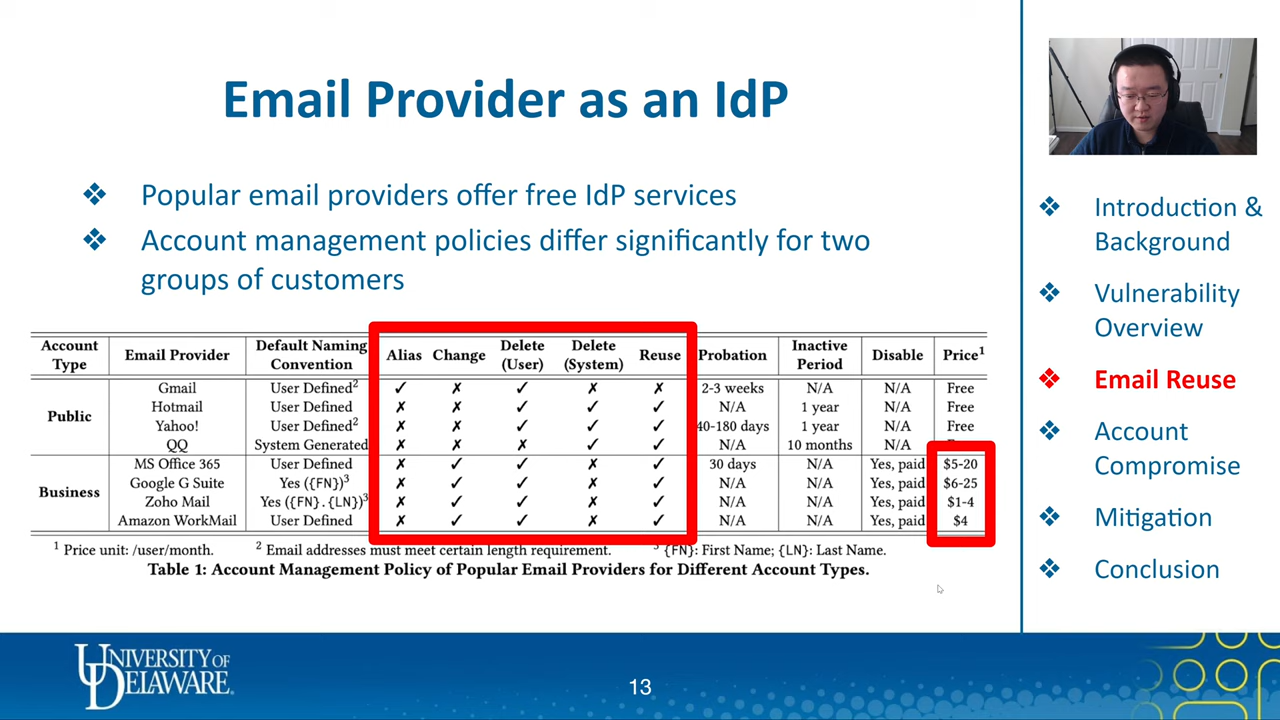 Email Provider as an IdP
❖ Popular email providers offer free IdP services
❖ Account management policies differ significantly for two
groups of customers
Account Type | Email Provider | Default Naming Convention | Alias | Change | Delete (User) | Delete (System) | Reuse | Probation | Inactive Period | Disable | Price¹
Public | Gmail | User Defined² | ✓ | ✗ | ✓ | ✗ | ✗ | 2-3 weeks | N/A | N/A | Free
Hotmail | User Defined | ✗ | ✗ | ✓ | ✓ | ✓ | N/A | 1 year | N/A | Free
Yahoo! | User Defined² | ✗ | ✗ | ✓ | ✓ | ✓ | 40-180 days | 1 year | N/A | Free
QQ | System Generated | ✗ | ✗ | ✗ | ✓ | ✓ | N/A | 10 months | N/A
Business | MS Office 365 | User Defined | ✗ | ✓ | ✓ | ✗ | ✓ | 30 days | N/A | Yes, paid | $5-20
Google G Suite | Yes ({FN})³ | ✗ | ✓ | ✓ | ✗ | ✓ | N/A | N/A | Yes, paid | $6-25
Zoho Mail | Yes ({FN}.{LN})³ | ✗ | ✓ | ✓ | ✗ | ✓ | N/A | N/A | Yes, paid | $1-4
Amazon WorkMail | User Defined | ✗ | ✓ | ✓ | ✗ | ✓ | N/A | N/A | Yes, paid | $4
¹ Price unit: /user/month. ² Email addresses must meet certain length requirement. ³ {FN}: First Name; {LN}: Last Name.
Table 1: Account Management Policy of Popular Email Providers for Different Account Types.
❖ Introduction &
Background
❖ Vulnerability
Overview
❖ Email Reuse
❖ Account
Compromise
❖ Mitigation
❖ Conclusion
UNIVERSITY OF
DELAWARE.
13